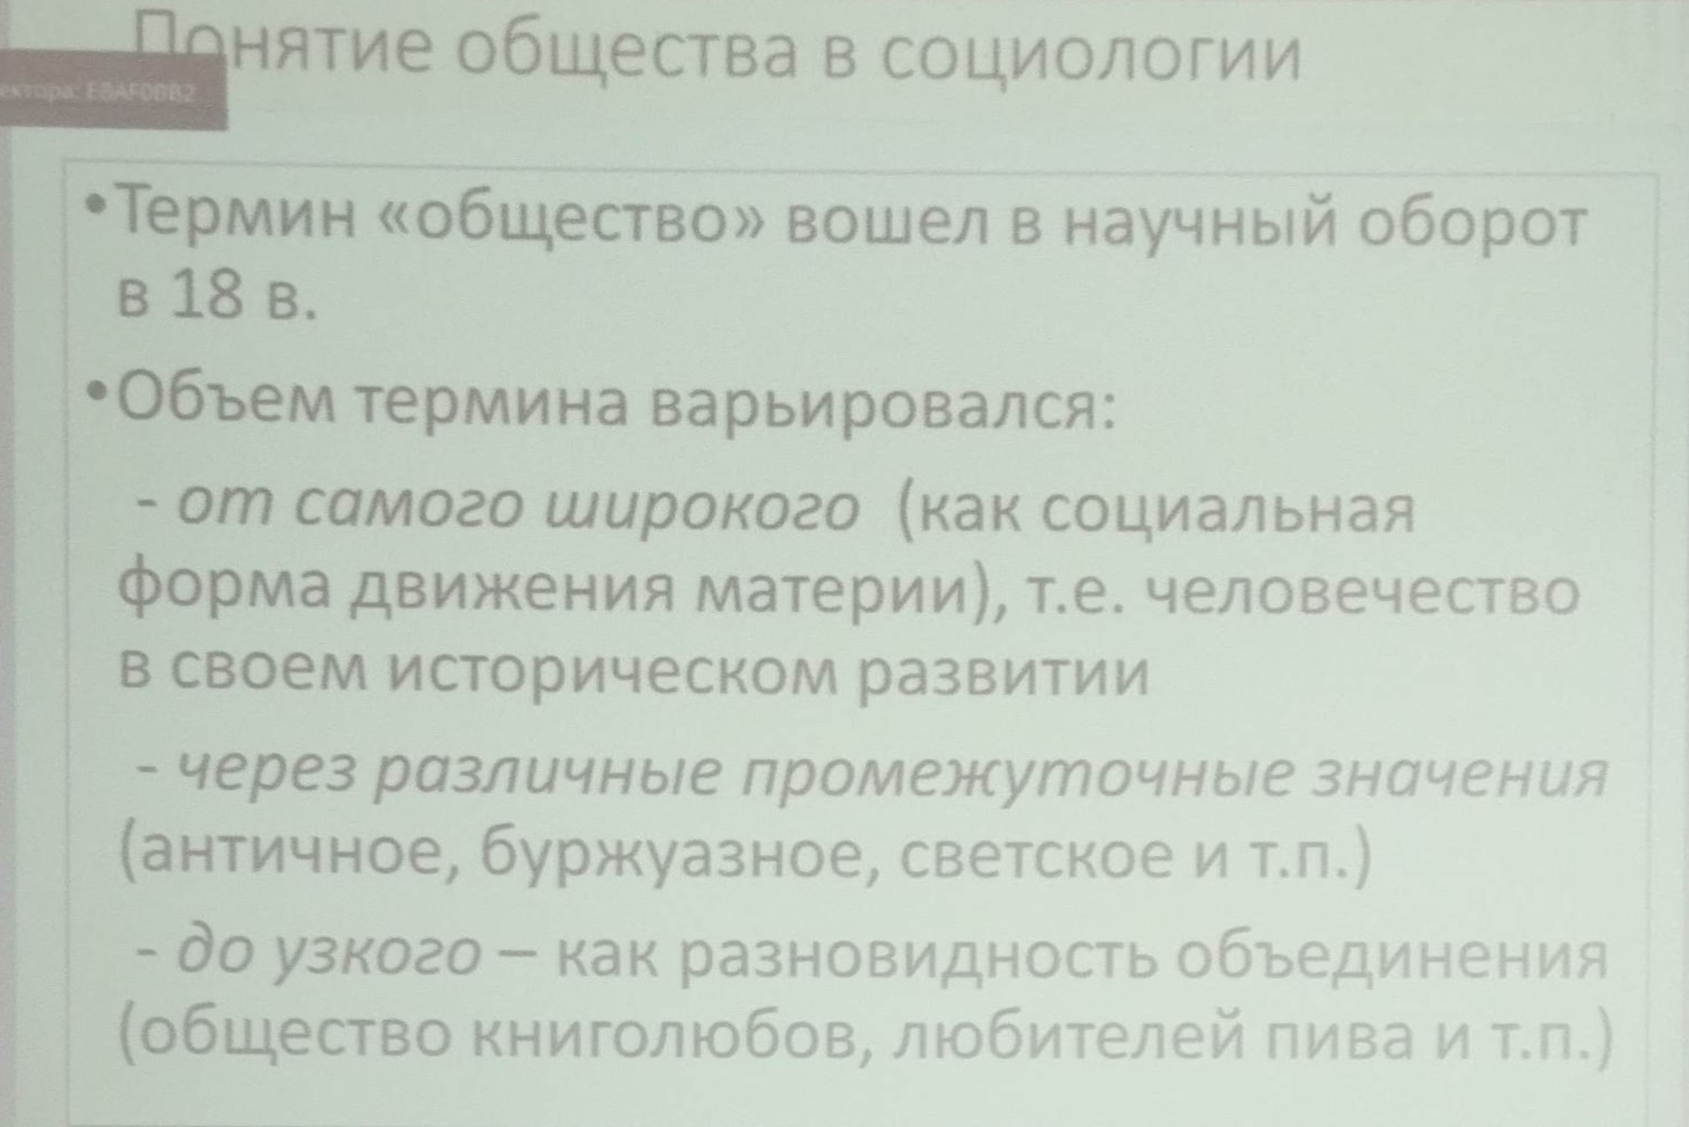 Понятие общества в социологии
ектора: EBAF0BB2
•Термин «общество» вошел в научный оборот
в 18 в.
•Объем термина варьировался:
- от самого широкого (как социальная
форма движения материи), т.е. человечество
в своем историческом развитии
- через различные промежуточные значения
(античное, буржуазное, светское и т.п.)
- до узкого – как разновидность объединения
(общество книголюбов, любителей пива и т.п.)